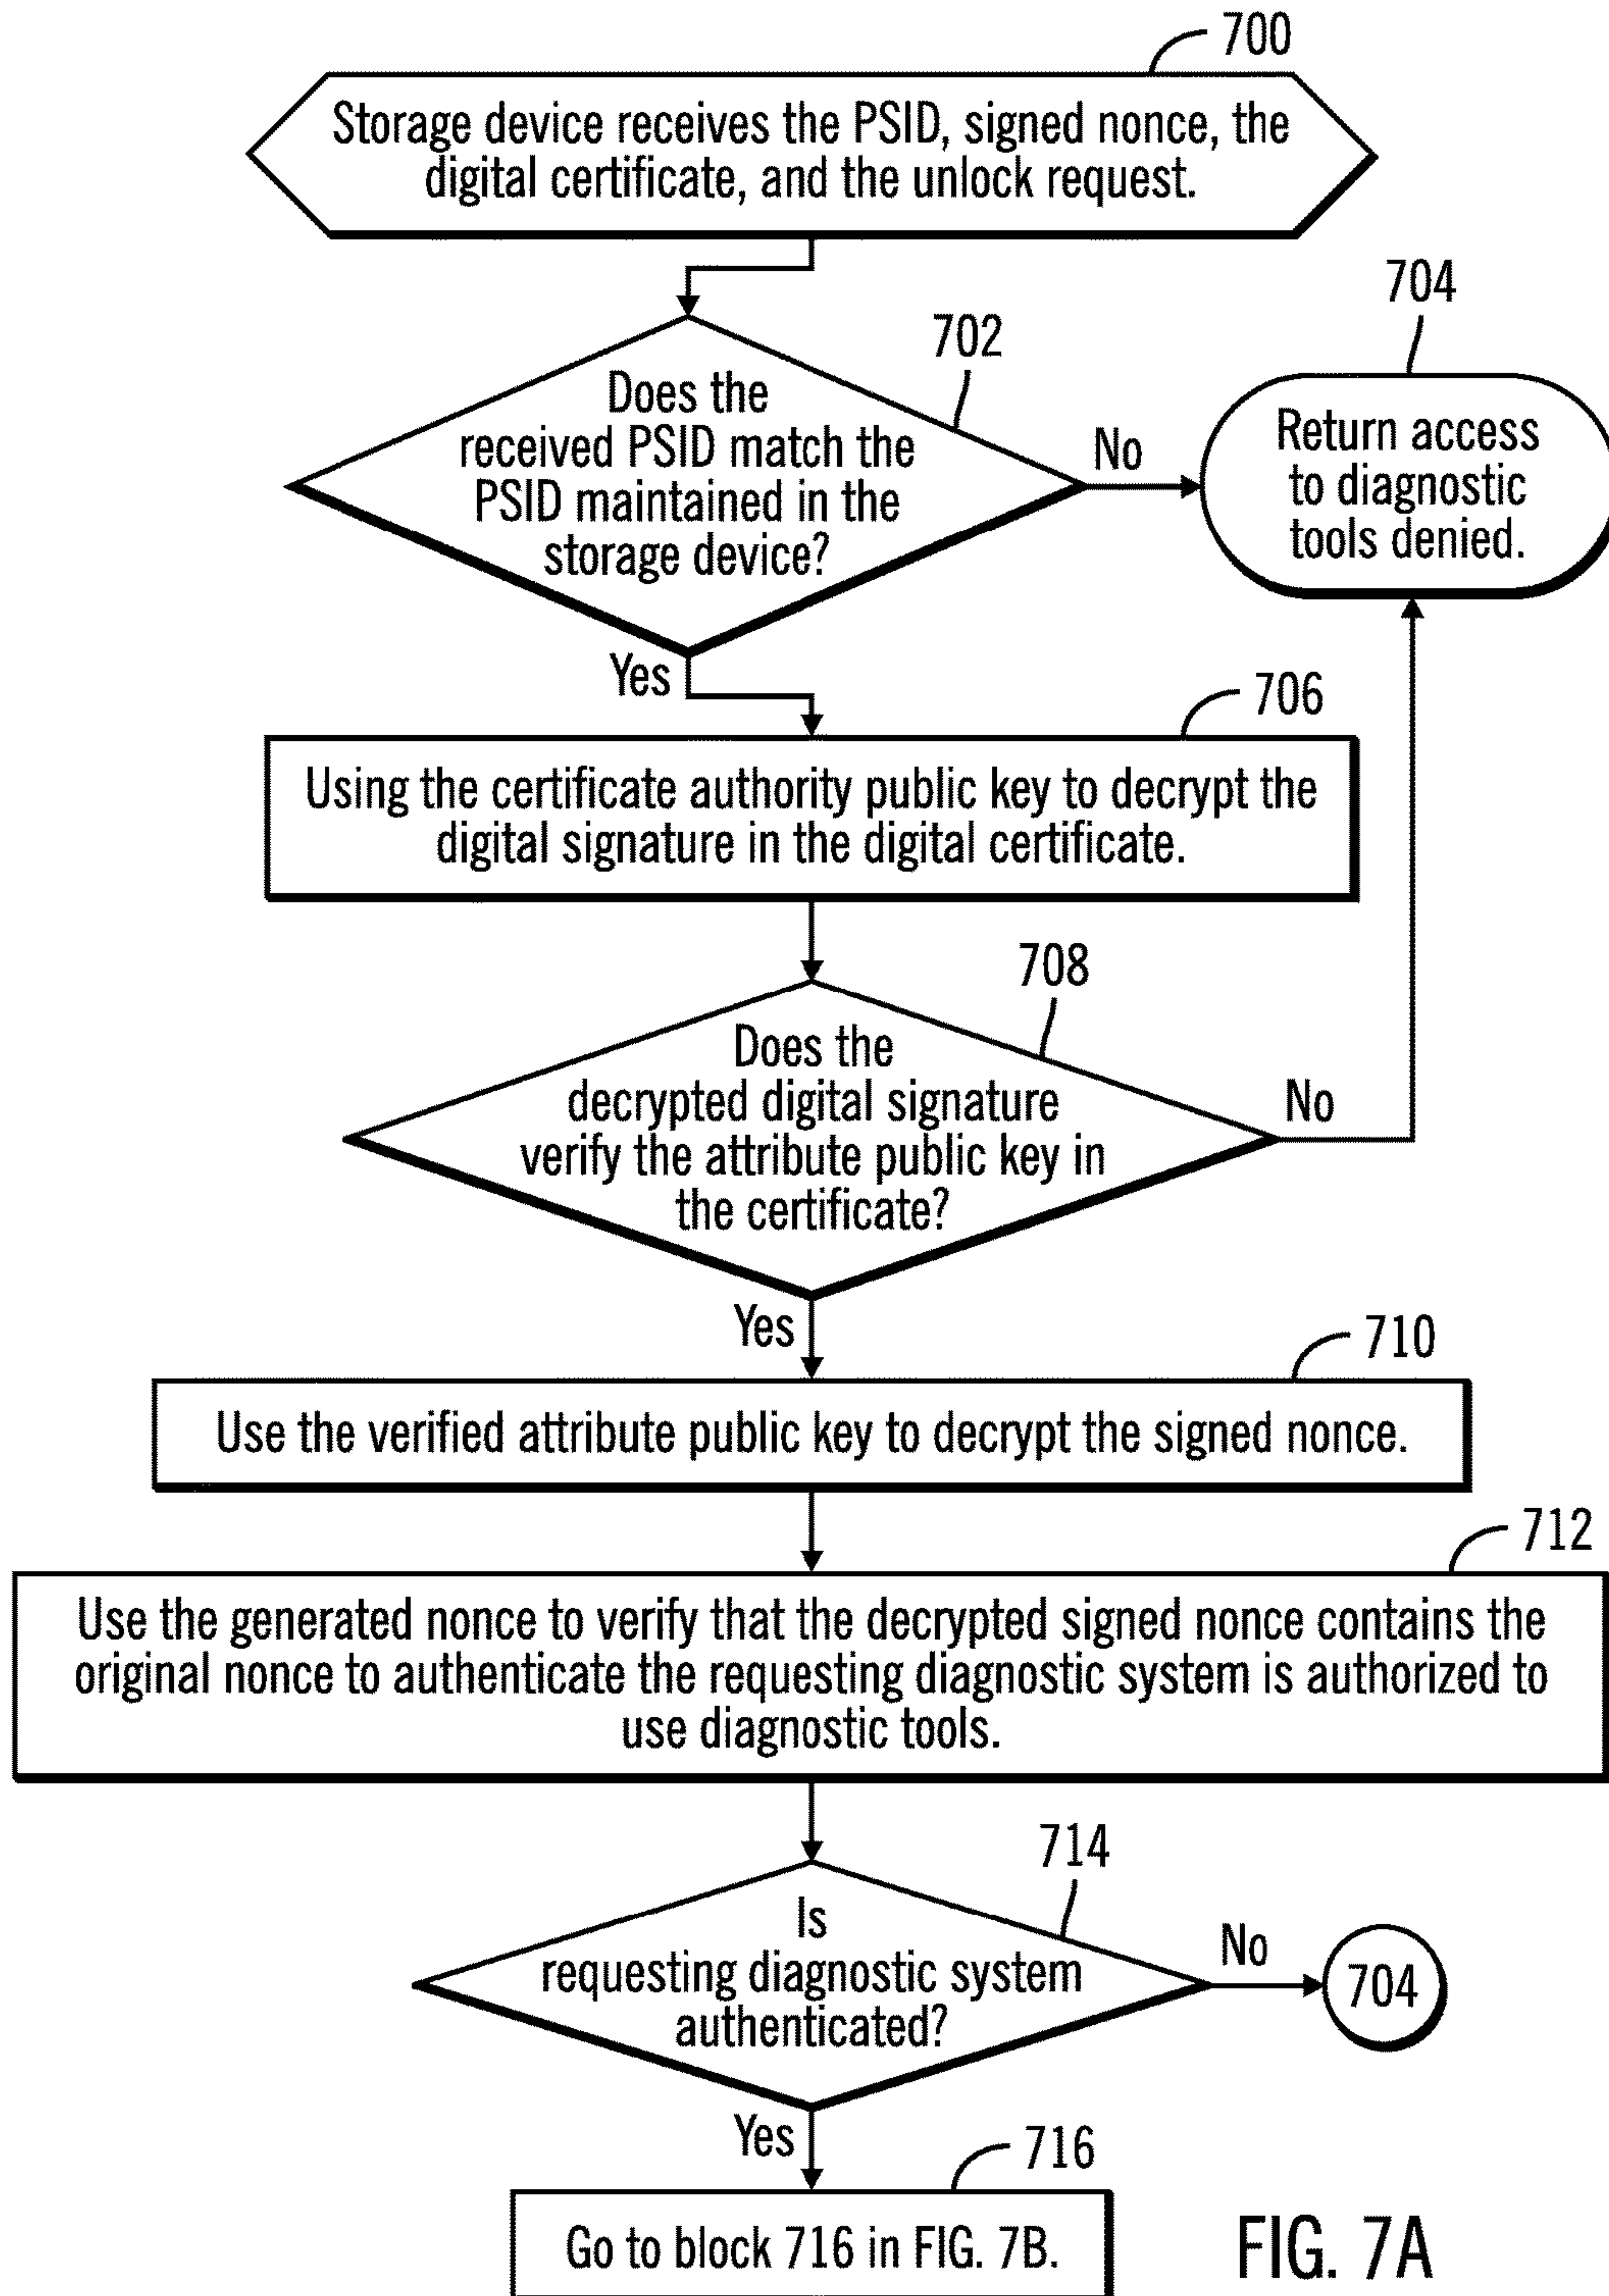 700
Storage device receives the PSID, signed nonce, the
digital certificate, and the unlock request.
702
Does the
received PSID match the
PSID maintained in the
storage device?
No
704
Return access
to diagnostic
tools denied.
Yes
706
Using the certificate authority public key to decrypt the
digital signature in the digital certificate.
708
Does the
decrypted digital signature
verify the attribute public key in
the certificate?
No
Yes
710
Use the verified attribute public key to decrypt the signed nonce.
712
Use the generated nonce to verify that the decrypted signed nonce contains the
original nonce to authenticate the requesting diagnostic system is authorized to
use diagnostic tools.
714
Is
requesting diagnostic system
authenticated?
No
704
Yes
716
Go to block 716 in FIG. 7B.
FIG. 7A